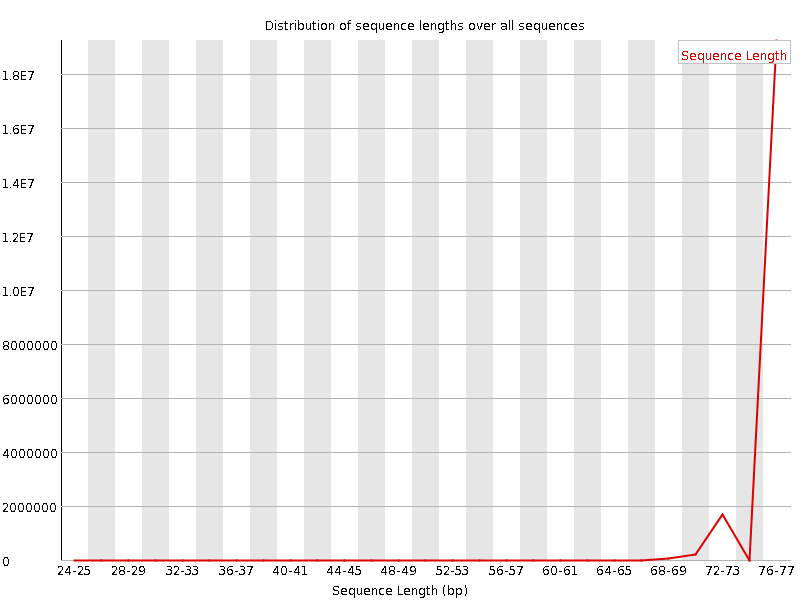 Distribution of sequence lengths over all sequences
Sequence Length
1.8E7
1.6E7
1.4E7
1.2E7
1.0E7
8000000
6000000
4000000
2000000
0
24-25 28-29 32-33 36-37 40-41 44-45 48-49 52-53 56-57 60-61 64-65 68-69 72-73 76-77
Sequence Length (bp)